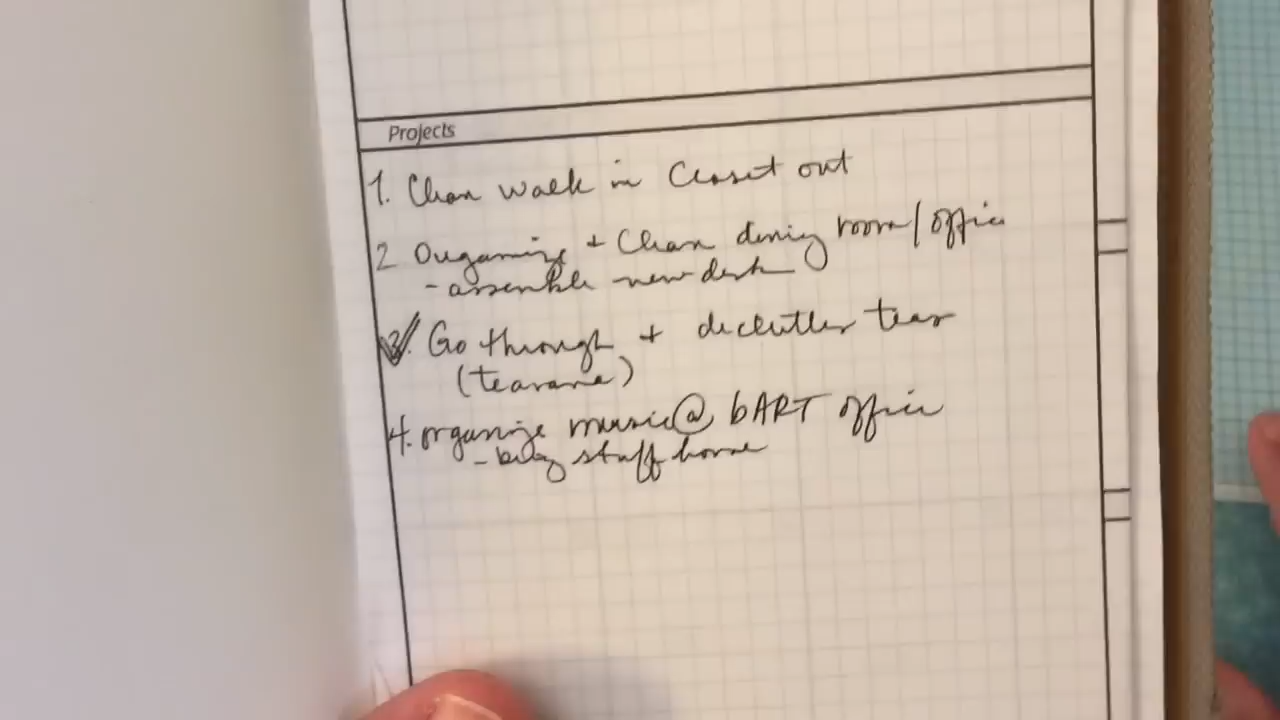 Projects
1. Clean walk in Closet out
2 Organize + Clean dining room/office
- assemble new desk
3. Go through + declutter teas
(teavana)
4. organize music @ bART office
- bring stuff home